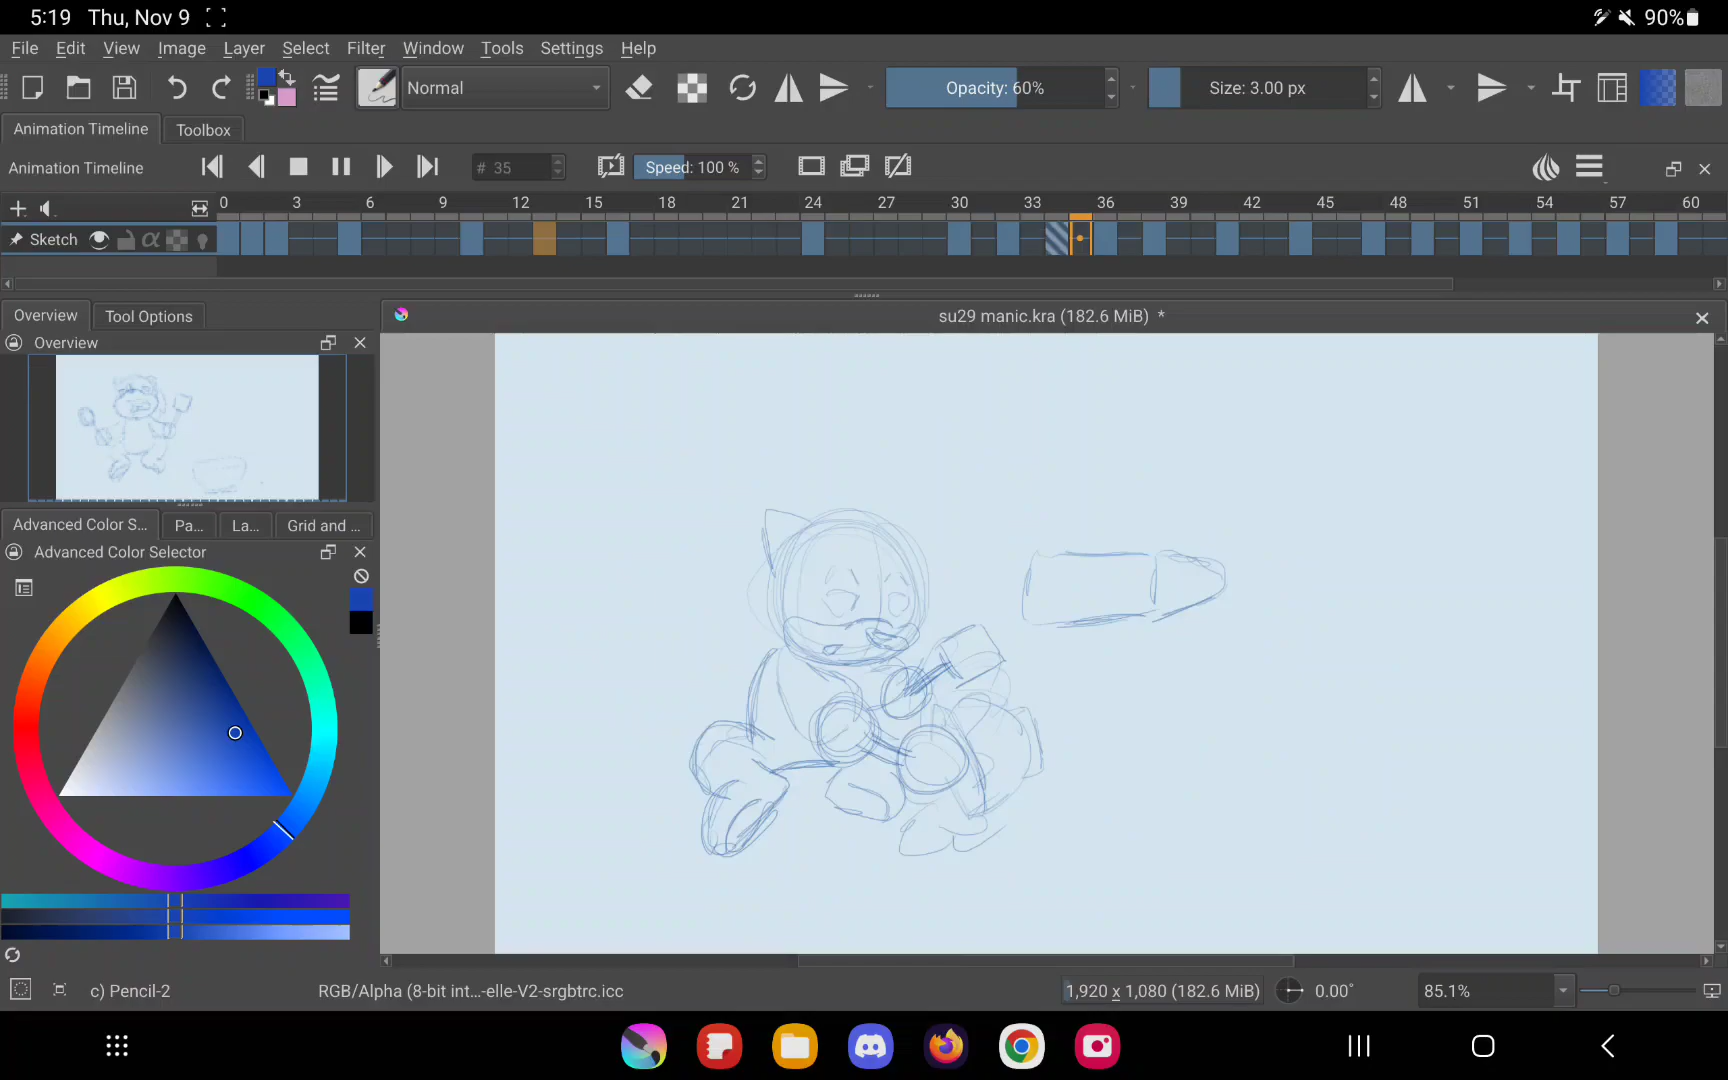 5:19 Thu, Nov 9 90%
File Edit View Image Layer Select Filter Window Tools Settings Help
Normal Opacity: 60% Size: 3.00 px
Animation Timeline Toolbox
Animation Timeline # 35 Speed: 100 %
0 3 6 9 12 15 18 21 24 27 30 33 36 39 42 45 48 51 54 57 60
Sketch α
Overview Tool Options su29 manic.kra (182.6 MiB) *
Overview
Advanced Color S... Pa... La... Grid and ...
Advanced Color Selector
c) Pencil-2 RGB/Alpha (8-bit int...-elle-V2-srgbtrc.icc 1,920 x 1,080 (182.6 MiB) 0.00° 85.1%